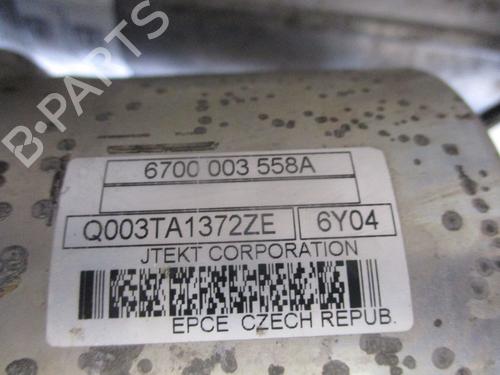 B-PARTS
6700 003 558A
Q003TA1372ZE 6Y04
JTEKT CORPORATION
EPCE CZECH REPUB.